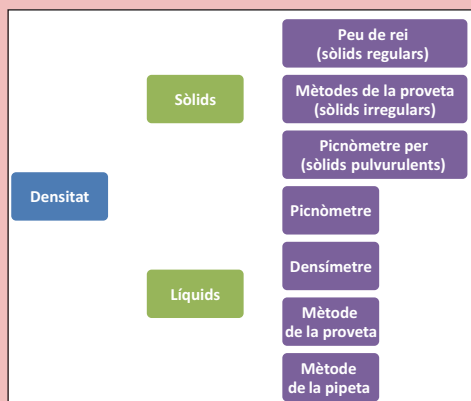 Densitat
Sòlids
Peu de rei
(sòlids regulars)
Mètodes de la proveta
(sòlids irregulars)
Picnòmetre per
(sòlids pulvurulents)
Líquids
Picnòmetre
Densímetre
Mètode
de la proveta
Mètode
de la pipeta